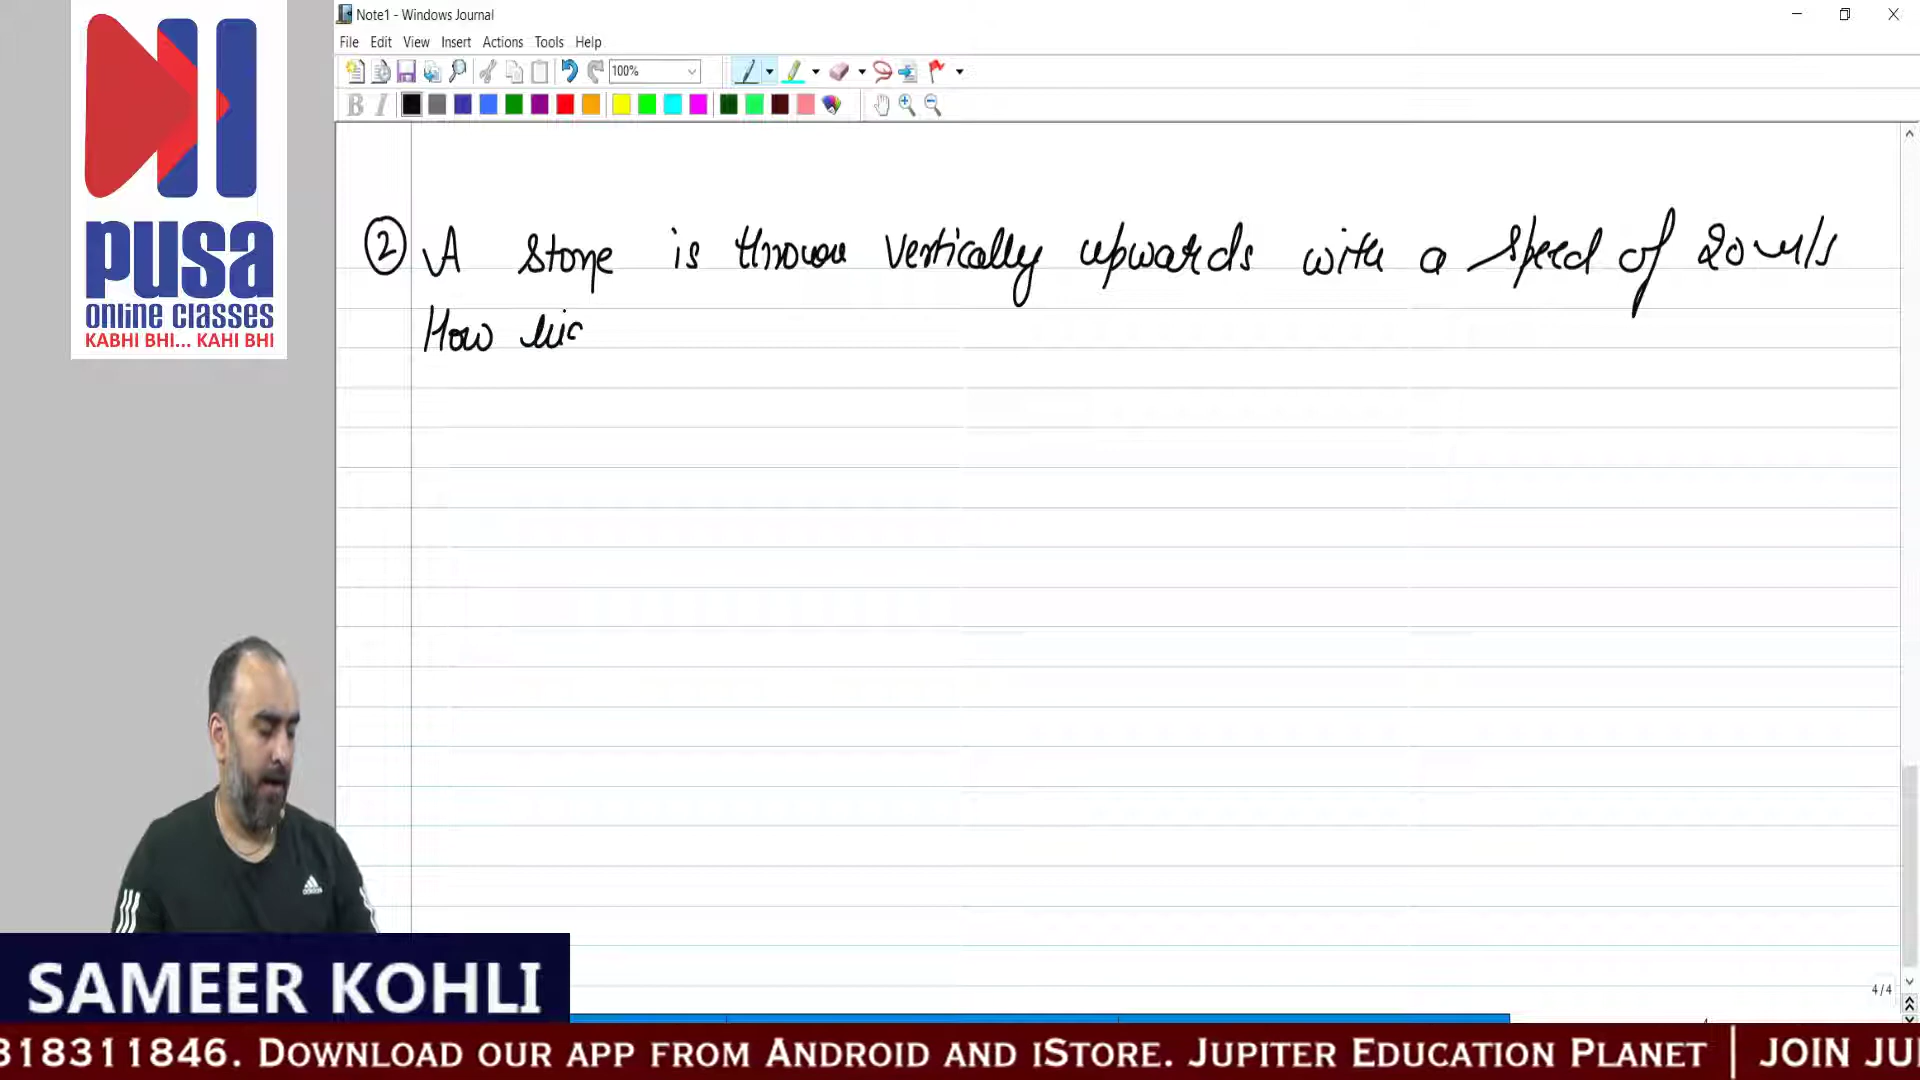 Note1 - Windows Journal
File Edit View Insert Actions Tools Help
100%
B I
PUSA
ONLINE CLASSES
KABHI BHI... KAHI BHI
② A stone is thrown vertically upwards with a speed of 20 m/s
How hig
adidas
4/4
SAMEER KOHLI
318311846. DOWNLOAD OUR APP FROM ANDROID AND ISTORE. JUPITER EDUCATION PLANET | JOIN JU